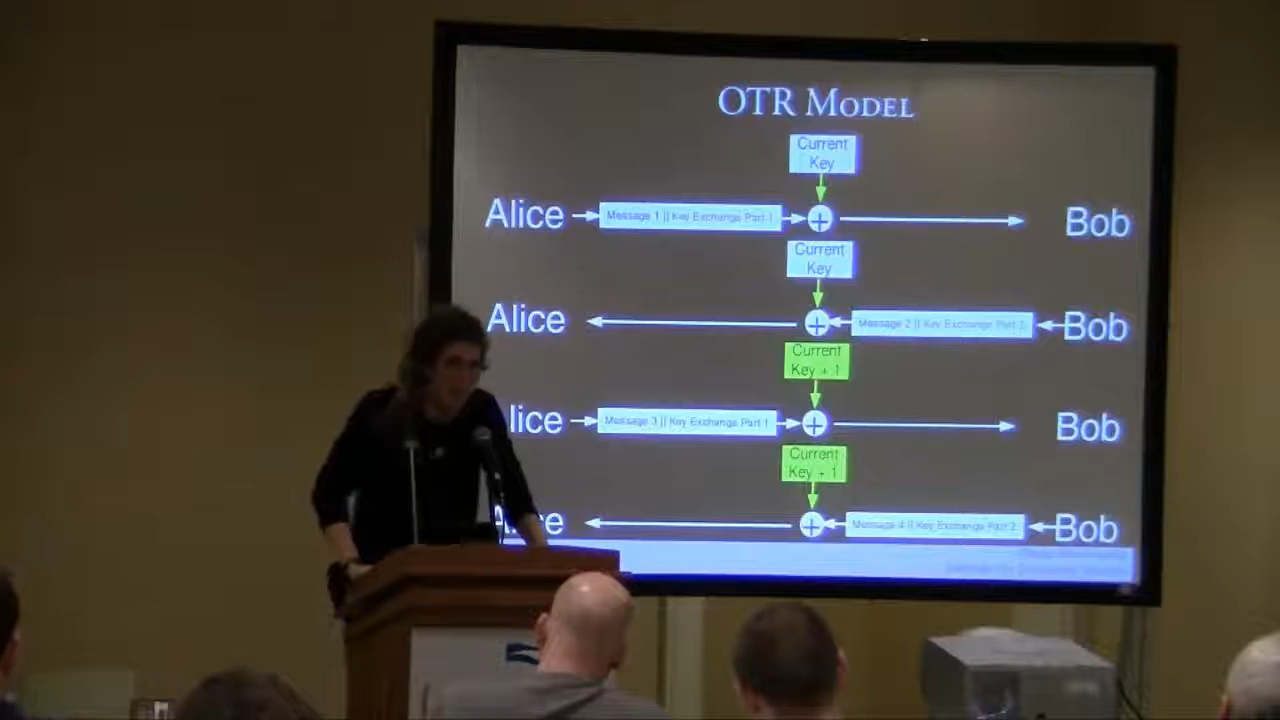 OTR MODEL
Current
Key
Alice
Message 1 || Key Exchange Part 1
Bob
Current
Key
Alice
Message 2 || Key Exchange Part 2
Bob
Current
Key + 1
lice
Message 3 || Key Exchange Part 1
Bob
Current
Key + 1
Alice
Message 4 || Key Exchange Part 2
Bob